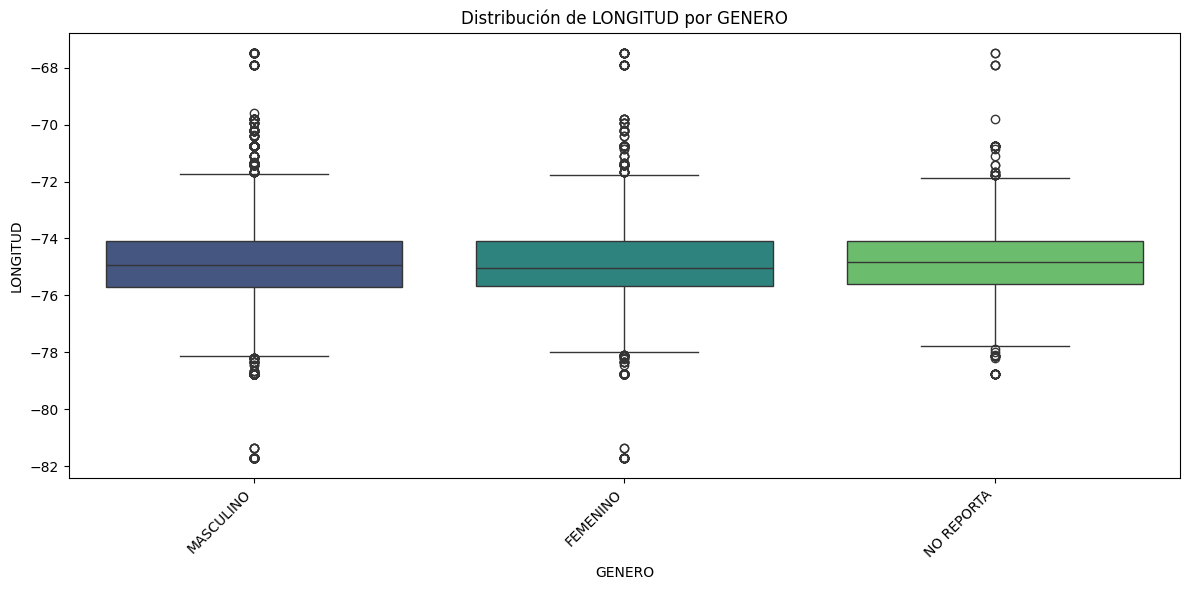 Distribución de LONGITUD por GENERO
LONGITUD
−68
−70
−72
−74
−76
−78
−80
−82
MASCULINO
FEMENINO
NO REPORTA
GENERO